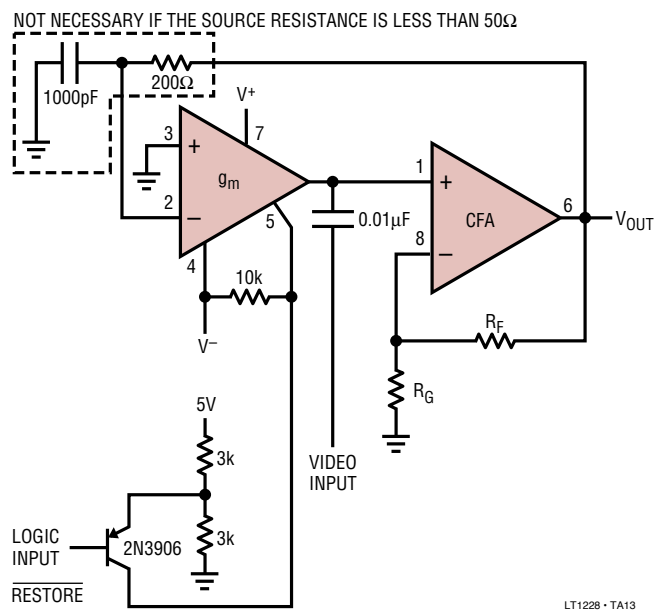 NOT NECESSARY IF THE SOURCE RESISTANCE IS LESS THAN 50Ω
1000pF
200Ω
V+
3
+
7
gm
2
−
5
4
10k
V−
0.01μF
1
+
CFA
8
−
6
VOUT
RF
RG
VIDEO
INPUT
5V
3k
3k
LOGIC
INPUT
2N3906
RESTORE
LT1228 • TA13